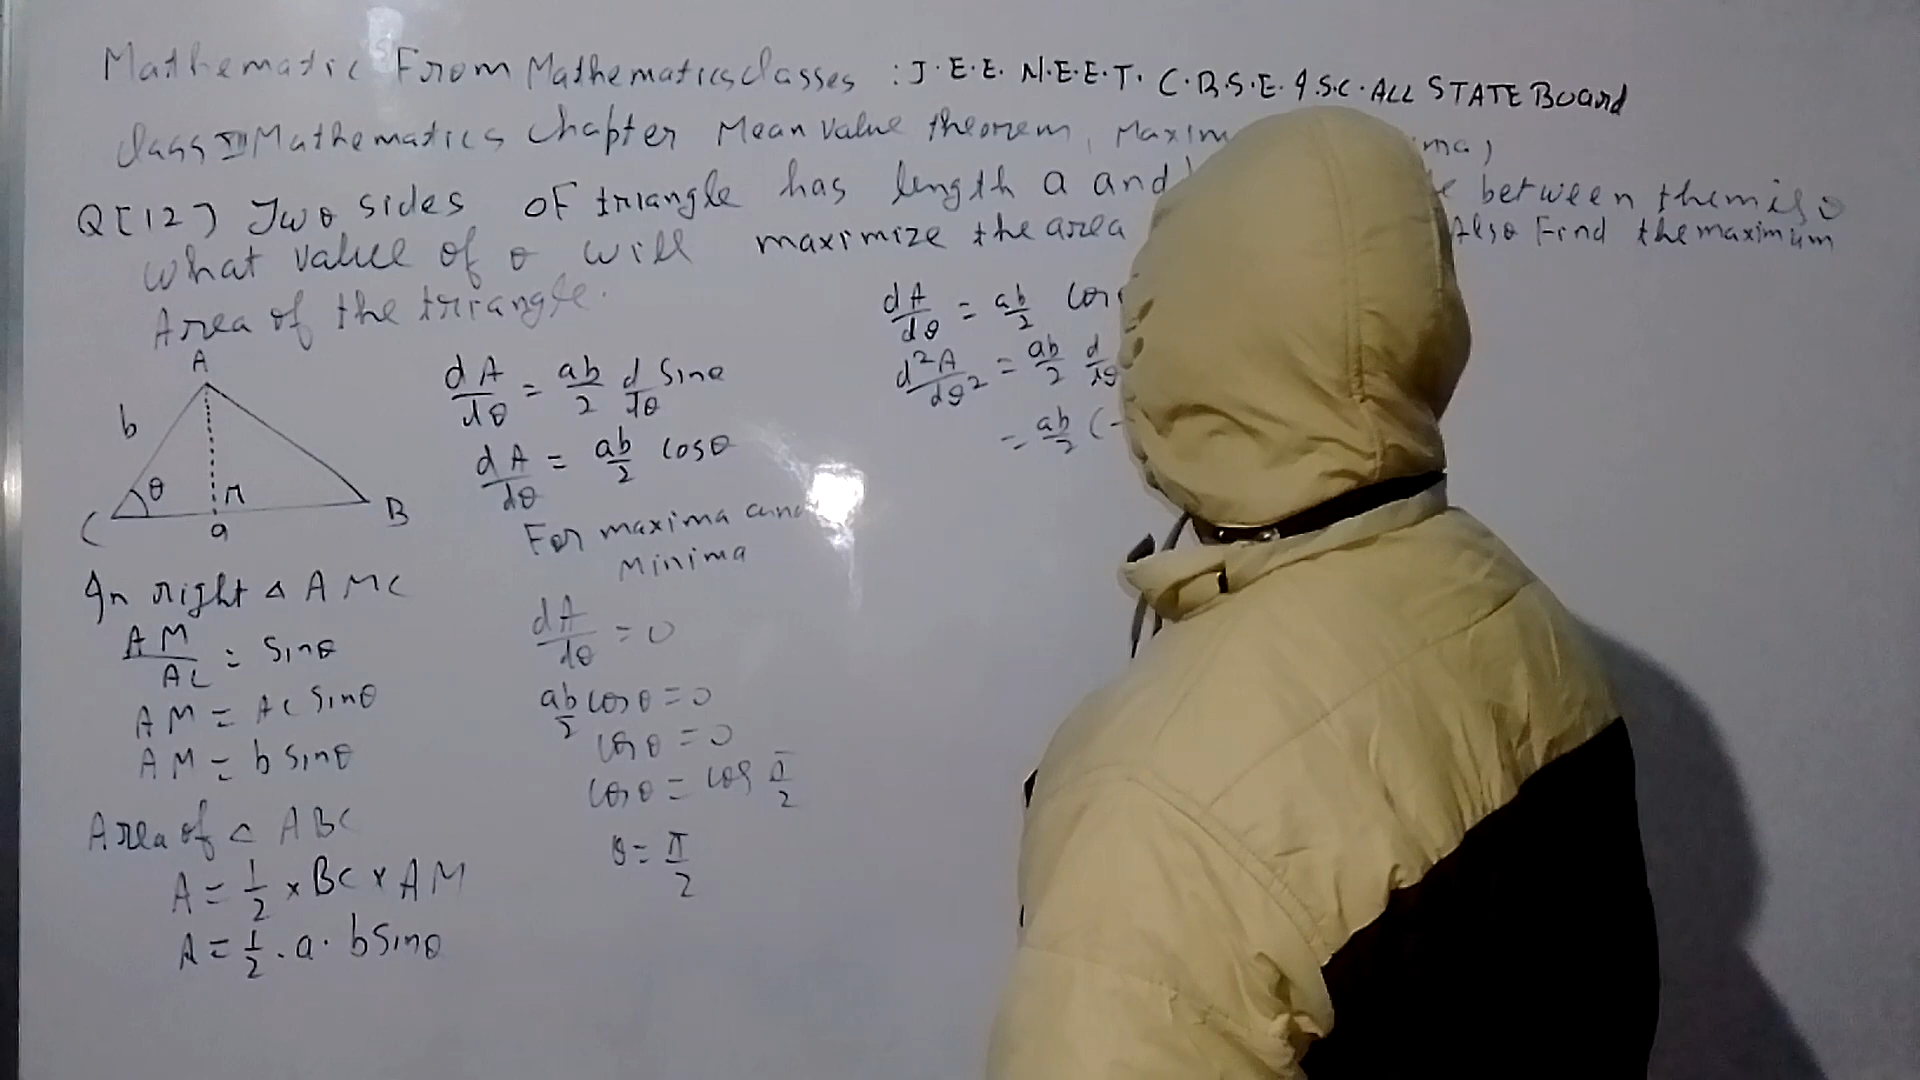 Mathematic From Mathematics classes : J.E.E. N.E.E.T. C.B.S.E. I.S.C. ALL STATE Board
Class XII Mathematics Chapter Mean Value theorem, Maxim
Q[12] Two sides of triangle has length a and between them is θ
what value of θ will maximize the area Also Find the maximum
Area of the triangle.
A
b
θ
M
C
a
B
In right △ AMC
AM/AC = sinθ
AM = AC sinθ
AM = b sinθ
Area of △ ABC
A = 1/2 × BC × AM
A = 1/2 . a . b sinθ
dA/dθ = ab/2 d/dθ sinθ
dA/dθ = ab/2 cosθ
For maxima and
Minima
dA/dθ = 0
ab/2 cosθ = 0
cosθ = 0
cosθ = cos π/2
θ = π/2
dA/dθ = ab/2 cos
d²A/dθ² = ab/2 d/dθ
= ab/2 (-